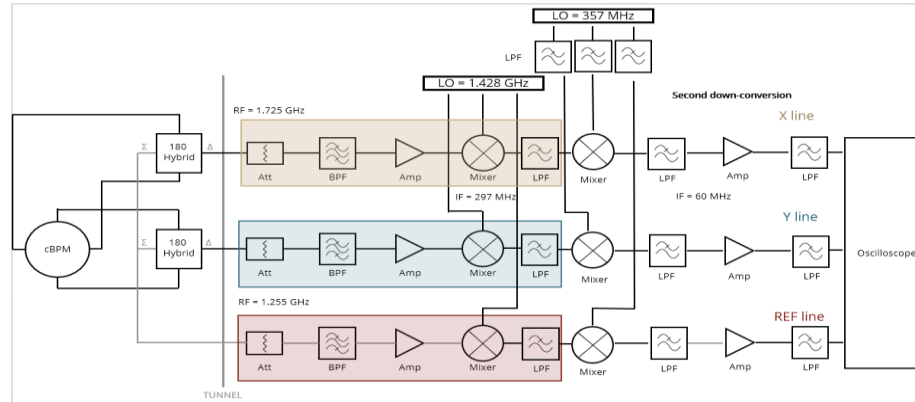 LO = 357 MHz
LPF
LO = 1.428 GHz
Second down-conversion
RF = 1.725 GHz
X line
Σ
180
Hybrid
Δ
Att
BPF
Amp
Mixer
LPF
Mixer
LPF
Amp
LPF
IF = 297 MHz
IF = 60 MHz
Y line
cBPM
Σ
180
Hybrid
Δ
Att
BPF
Amp
Mixer
LPF
Mixer
LPF
Amp
LPF
Oscilloscope
RF = 1.255 GHz
REF line
Att
BPF
Amp
Mixer
LPF
Mixer
LPF
Amp
LPF
TUNNEL